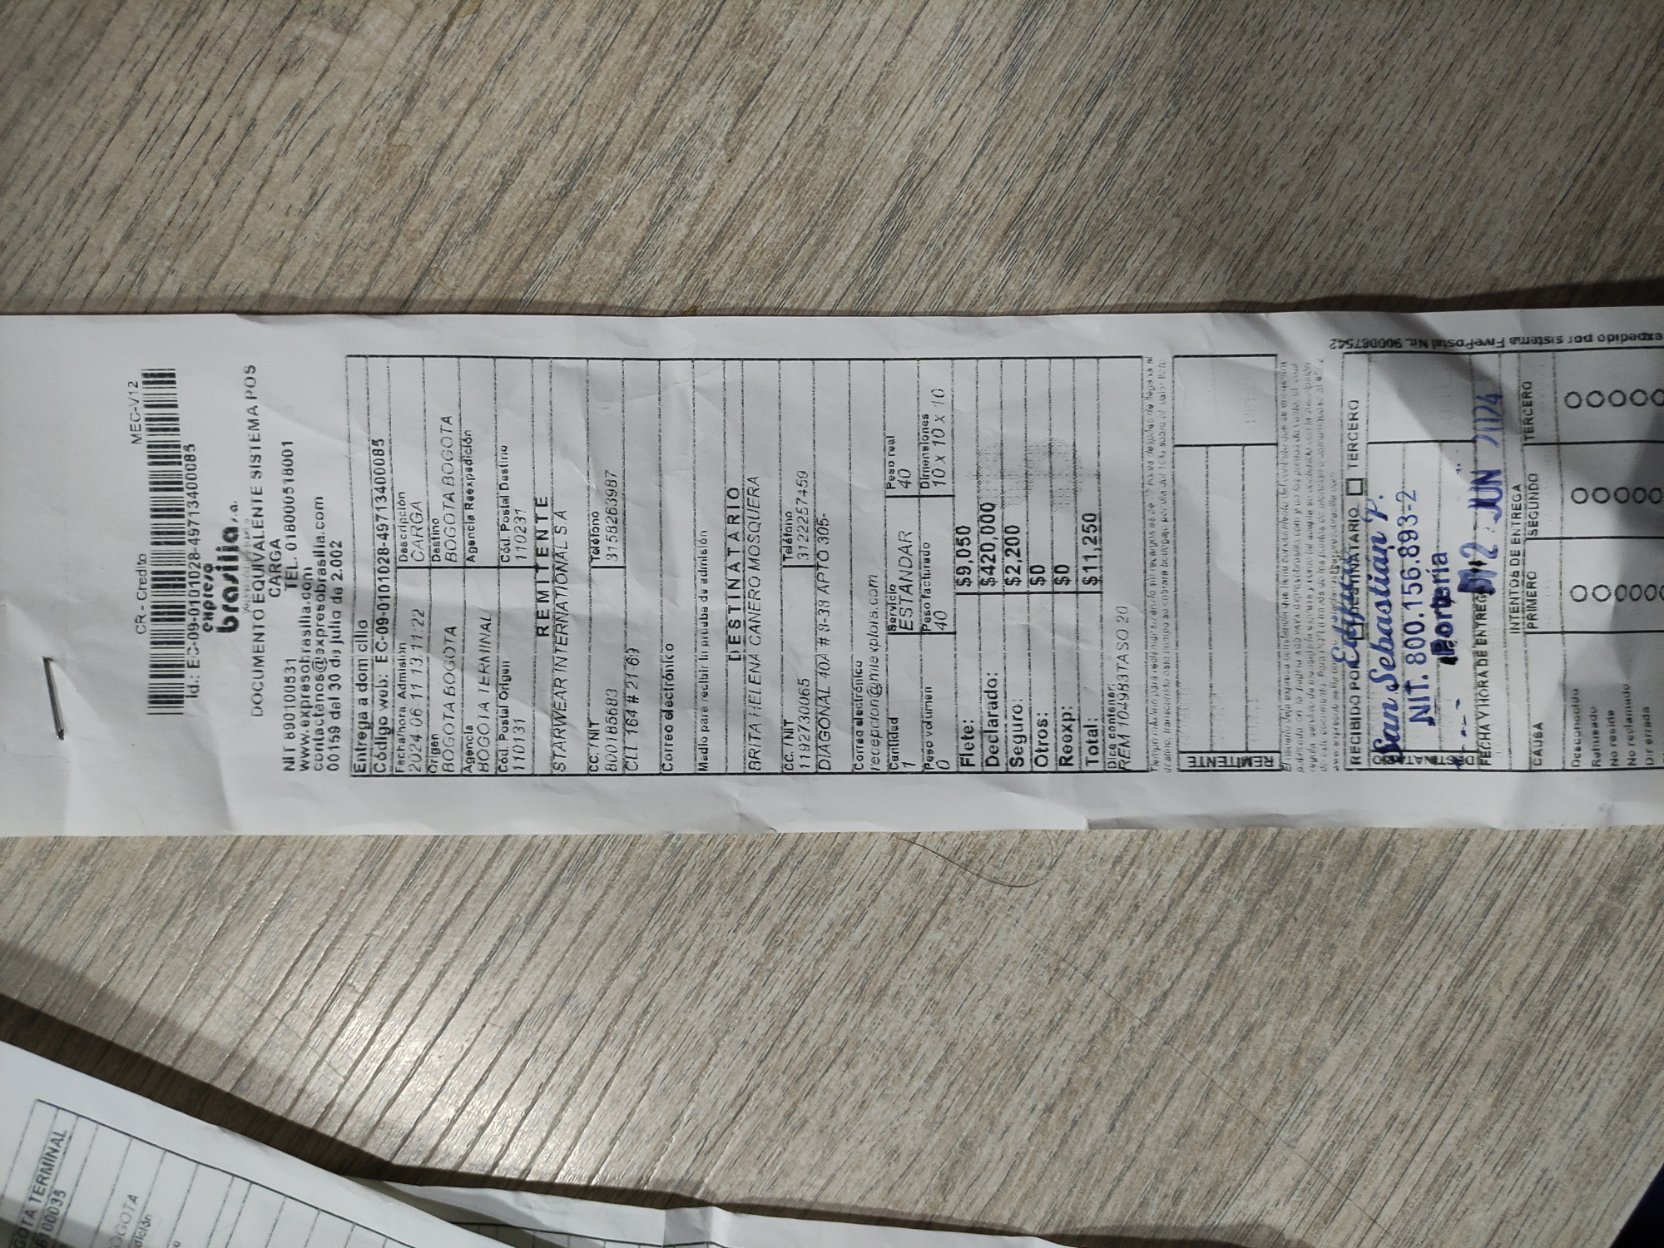 CR - Credito MEC-V12
Id.: EC-09-0101028-49713400085
expreso
brasilia s.a.
DOCUMENTO EQUIVALENTE SISTEMA POS
CARGA
NIT 890100531 TEL. 018000518001
www.expresobrasilia.com
contactenos@expresobrasilia.com
00159 del 30 de julio de 2.002
Entrega a domicilio
Código web: EC-09-0101028-49713400085
Fecha/hora Admisión Descripción
2024 06 11 13:11:22 CARGA
Origen Destino
BOGOTA BOGOTA BOGOTA BOGOTA
Agencia Agencia Reexpedición
BOGOTA TERMINAL
Cód. Postal Origen Cód. Postal Destino
110131 110231
REMITENTE
STARWEAR INTERNATIONAL S.A
CC. / NIT Teléfono
800185683 3158263987
CLL 164 # 21 69
Correo electrónico
Medio para recibir la prueba de admisión
DESTINATARIO
BRITA HELENA CANERO MOSQUERA
CC. / NIT Teléfono
1192730065 3122257459
DIAGONAL 40A # 8-38 APTO 305-
Correo electrónico
recepcion@nilexplora.com
Cantidad Servicio Peso real
1 ESTANDAR 40
Peso volumen Peso facturado Dimensiones
0 40 10 x 10 x 10
Flete: $9,050
Declarado: $420,000
Seguro: $2,200
Otros: $0
Reexp: $0
Total: $11,250
Dice contener:
REM 1104983TASO 20
REMITENTE
RECIBIDO POR DESTINATARIO TERCERO
Edificio
San Sebastian P.
NIT. 800.156.893-2
Portería
FECHA Y HORA DE ENTREGA
JUN 2024
INTENTOS DE ENTREGA
CAUSA PRIMERO SEGUNDO TERCERO
Desconocido
Rehusado
No reside
No reclamado
Dir errada
expedido por sistema FivePostal Nit. 900087542
TERMINAL